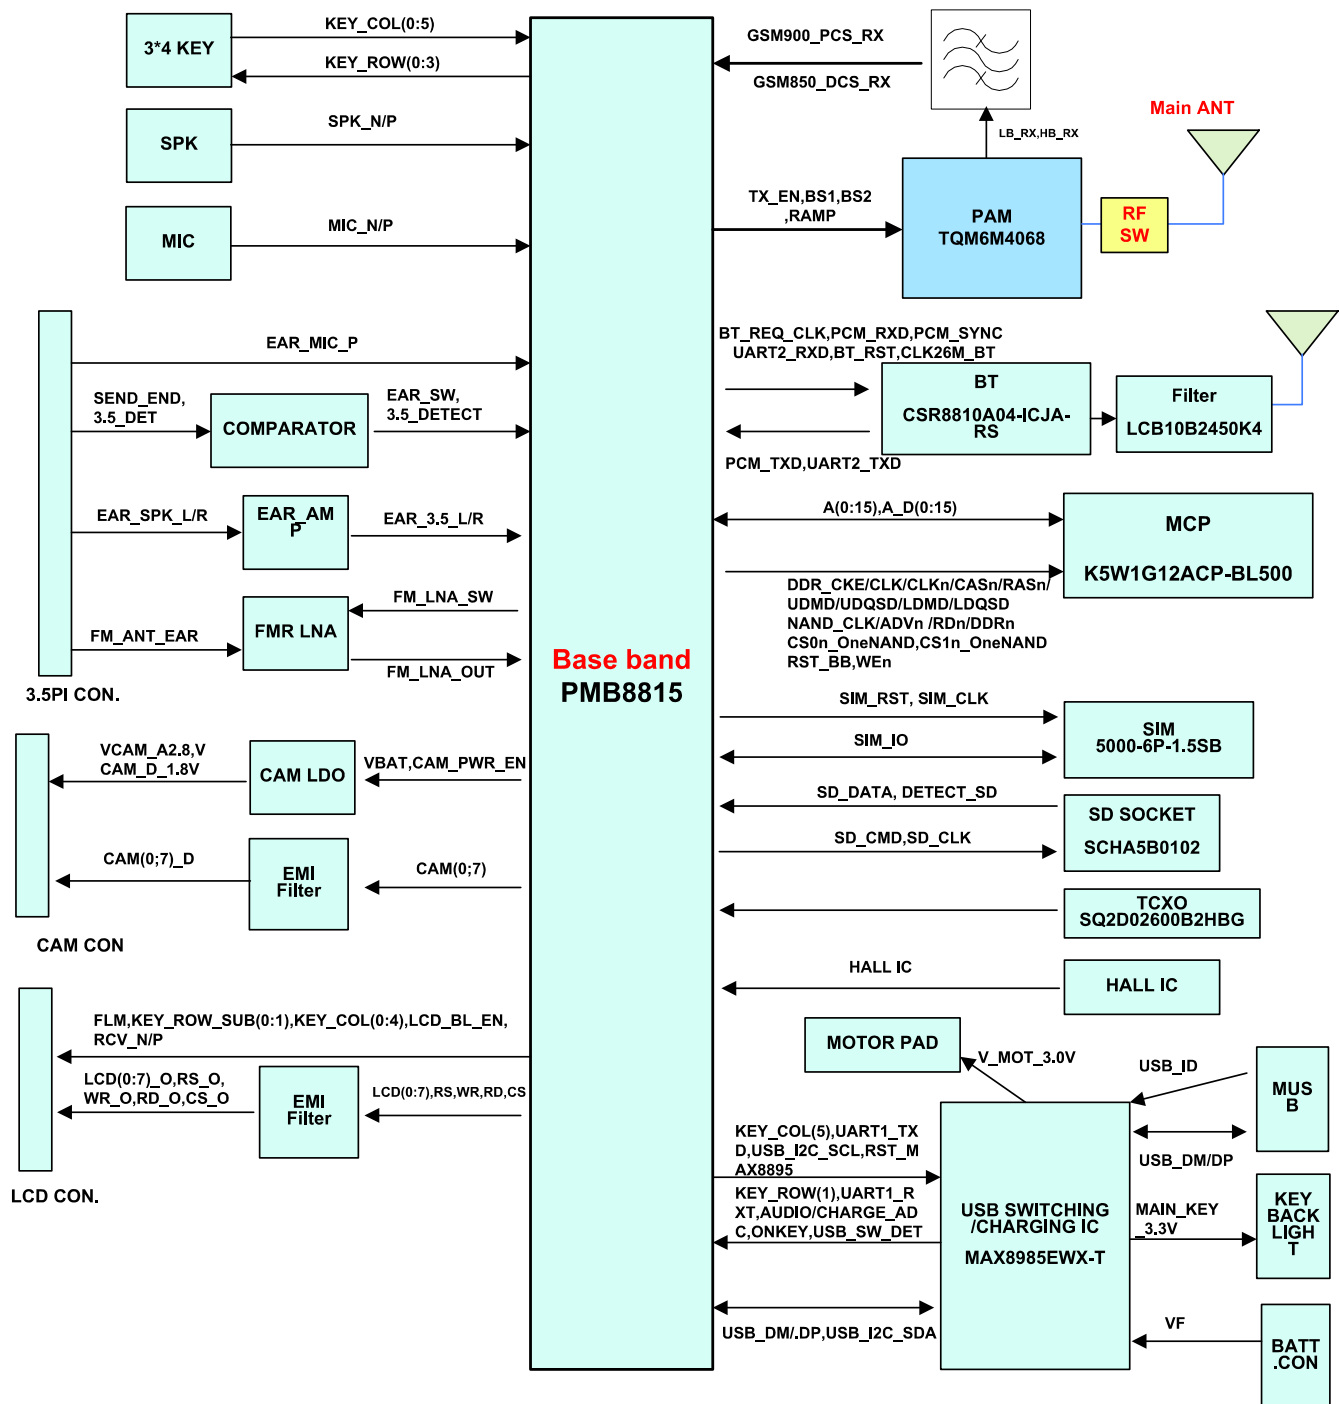 KEY_COL(0:5)
3*4 KEY
KEY_ROW(0:3)
SPK_N/P
SPK
MIC_N/P
MIC
EAR_MIC_P
SEND_END,
3.5_DET
COMPARATOR
EAR_SW,
3.5_DETECT
EAR_SPK_L/R
EAR_AM
P
EAR_3.5_L/R
FM_LNA_SW
FM_ANT_EAR
FMR LNA
FM_LNA_OUT
3.5PI CON.
VCAM_A2.8,V
CAM_D_1.8V
CAM LDO
VBAT,CAM_PWR_EN
CAM(0;7)_D
EMI
Filter
CAM(0;7)
CAM CON
FLM,KEY_ROW_SUB(0:1),KEY_COL(0:4),LCD_BL_EN,
RCV_N/P
LCD(0:7)_O,RS_O,
WR_O,RD_O,CS_O
EMI
Filter
LCD(0:7),RS,WR,RD,CS
LCD CON.
Base band
PMB8815
GSM900_PCS_RX
GSM850_DCS_RX
LB_RX,HB_RX
Main ANT
TX_EN,BS1,BS2
,RAMP
PAM
TQM6M4068
RF
SW
BT_REQ_CLK,PCM_RXD,PCM_SYNC
UART2_RXD,BT_RST,CLK26M_BT
BT
CSR8810A04-ICJA-
RS
Filter
LCB10B2450K4
PCM_TXD,UART2_TXD
A(0:15),A_D(0:15)
MCP
K5W1G12ACP-BL500
DDR_CKE/CLK/CLKn/CASn/RASn/
UDMD/UDQSD/LDMD/LDQSD
NAND_CLK/ADVn /RDn/DDRn
CS0n_OneNAND,CS1n_OneNAND
RST_BB,WEn
SIM_RST, SIM_CLK
SIM_IO
SIM
5000-6P-1.5SB
SD_DATA, DETECT_SD
SD_CMD,SD_CLK
SD SOCKET
SCHA5B0102
TCXO
SQ2D02600B2HBG
HALL IC
HALL IC
MOTOR PAD
V_MOT_3.0V
USB_ID
MUS
B
USB_DM/DP
KEY_COL(5),UART1_TX
D,USB_I2C_SCL,RST_M
AX8895
KEY_ROW(1),UART1_R
XT,AUDIO/CHARGE_AD
C,ONKEY,USB_SW_DET
USB SWITCHING
/CHARGING IC
MAX8985EWX-T
MAIN_KEY
_3.3V
KEY
BACK
LIGH
T
USB_DM/.DP,USB_I2C_SDA
VF
BATT
.CON